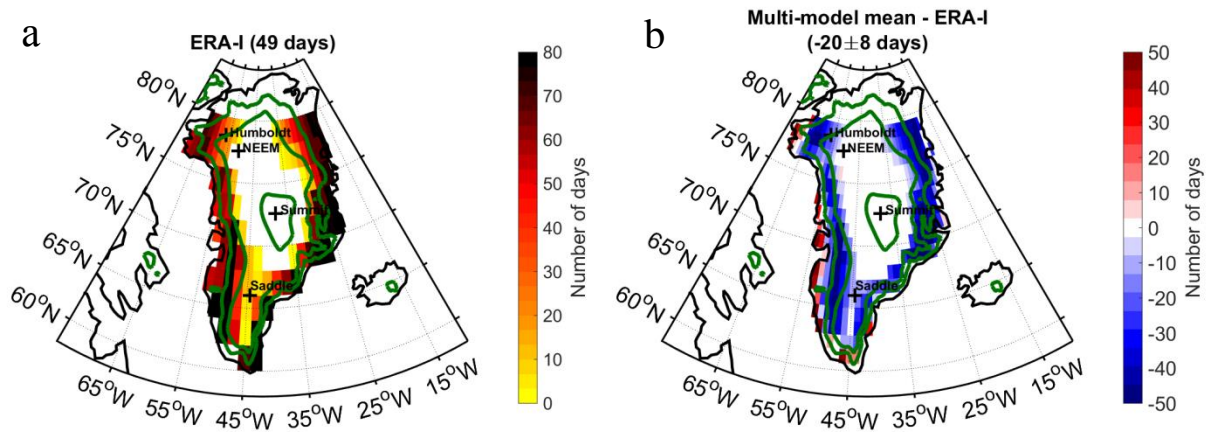 a
ERA-I (49 days)
80°N
75°N
70°N
65°N
60°N
65°W
55°W
45°W
35°W
25°W
15°W
Humboldt
NEEM
Summit
Saddle
80
70
60
50
40
30
20
10
0
Number of days
b
Multi-model mean - ERA-I
(-20±8 days)
80°N
75°N
70°N
65°N
60°N
65°W
55°W
45°W
35°W
25°W
15°W
Humboldt
NEEM
Summit
Saddle
50
40
30
20
10
0
-10
-20
-30
-40
-50
Number of days